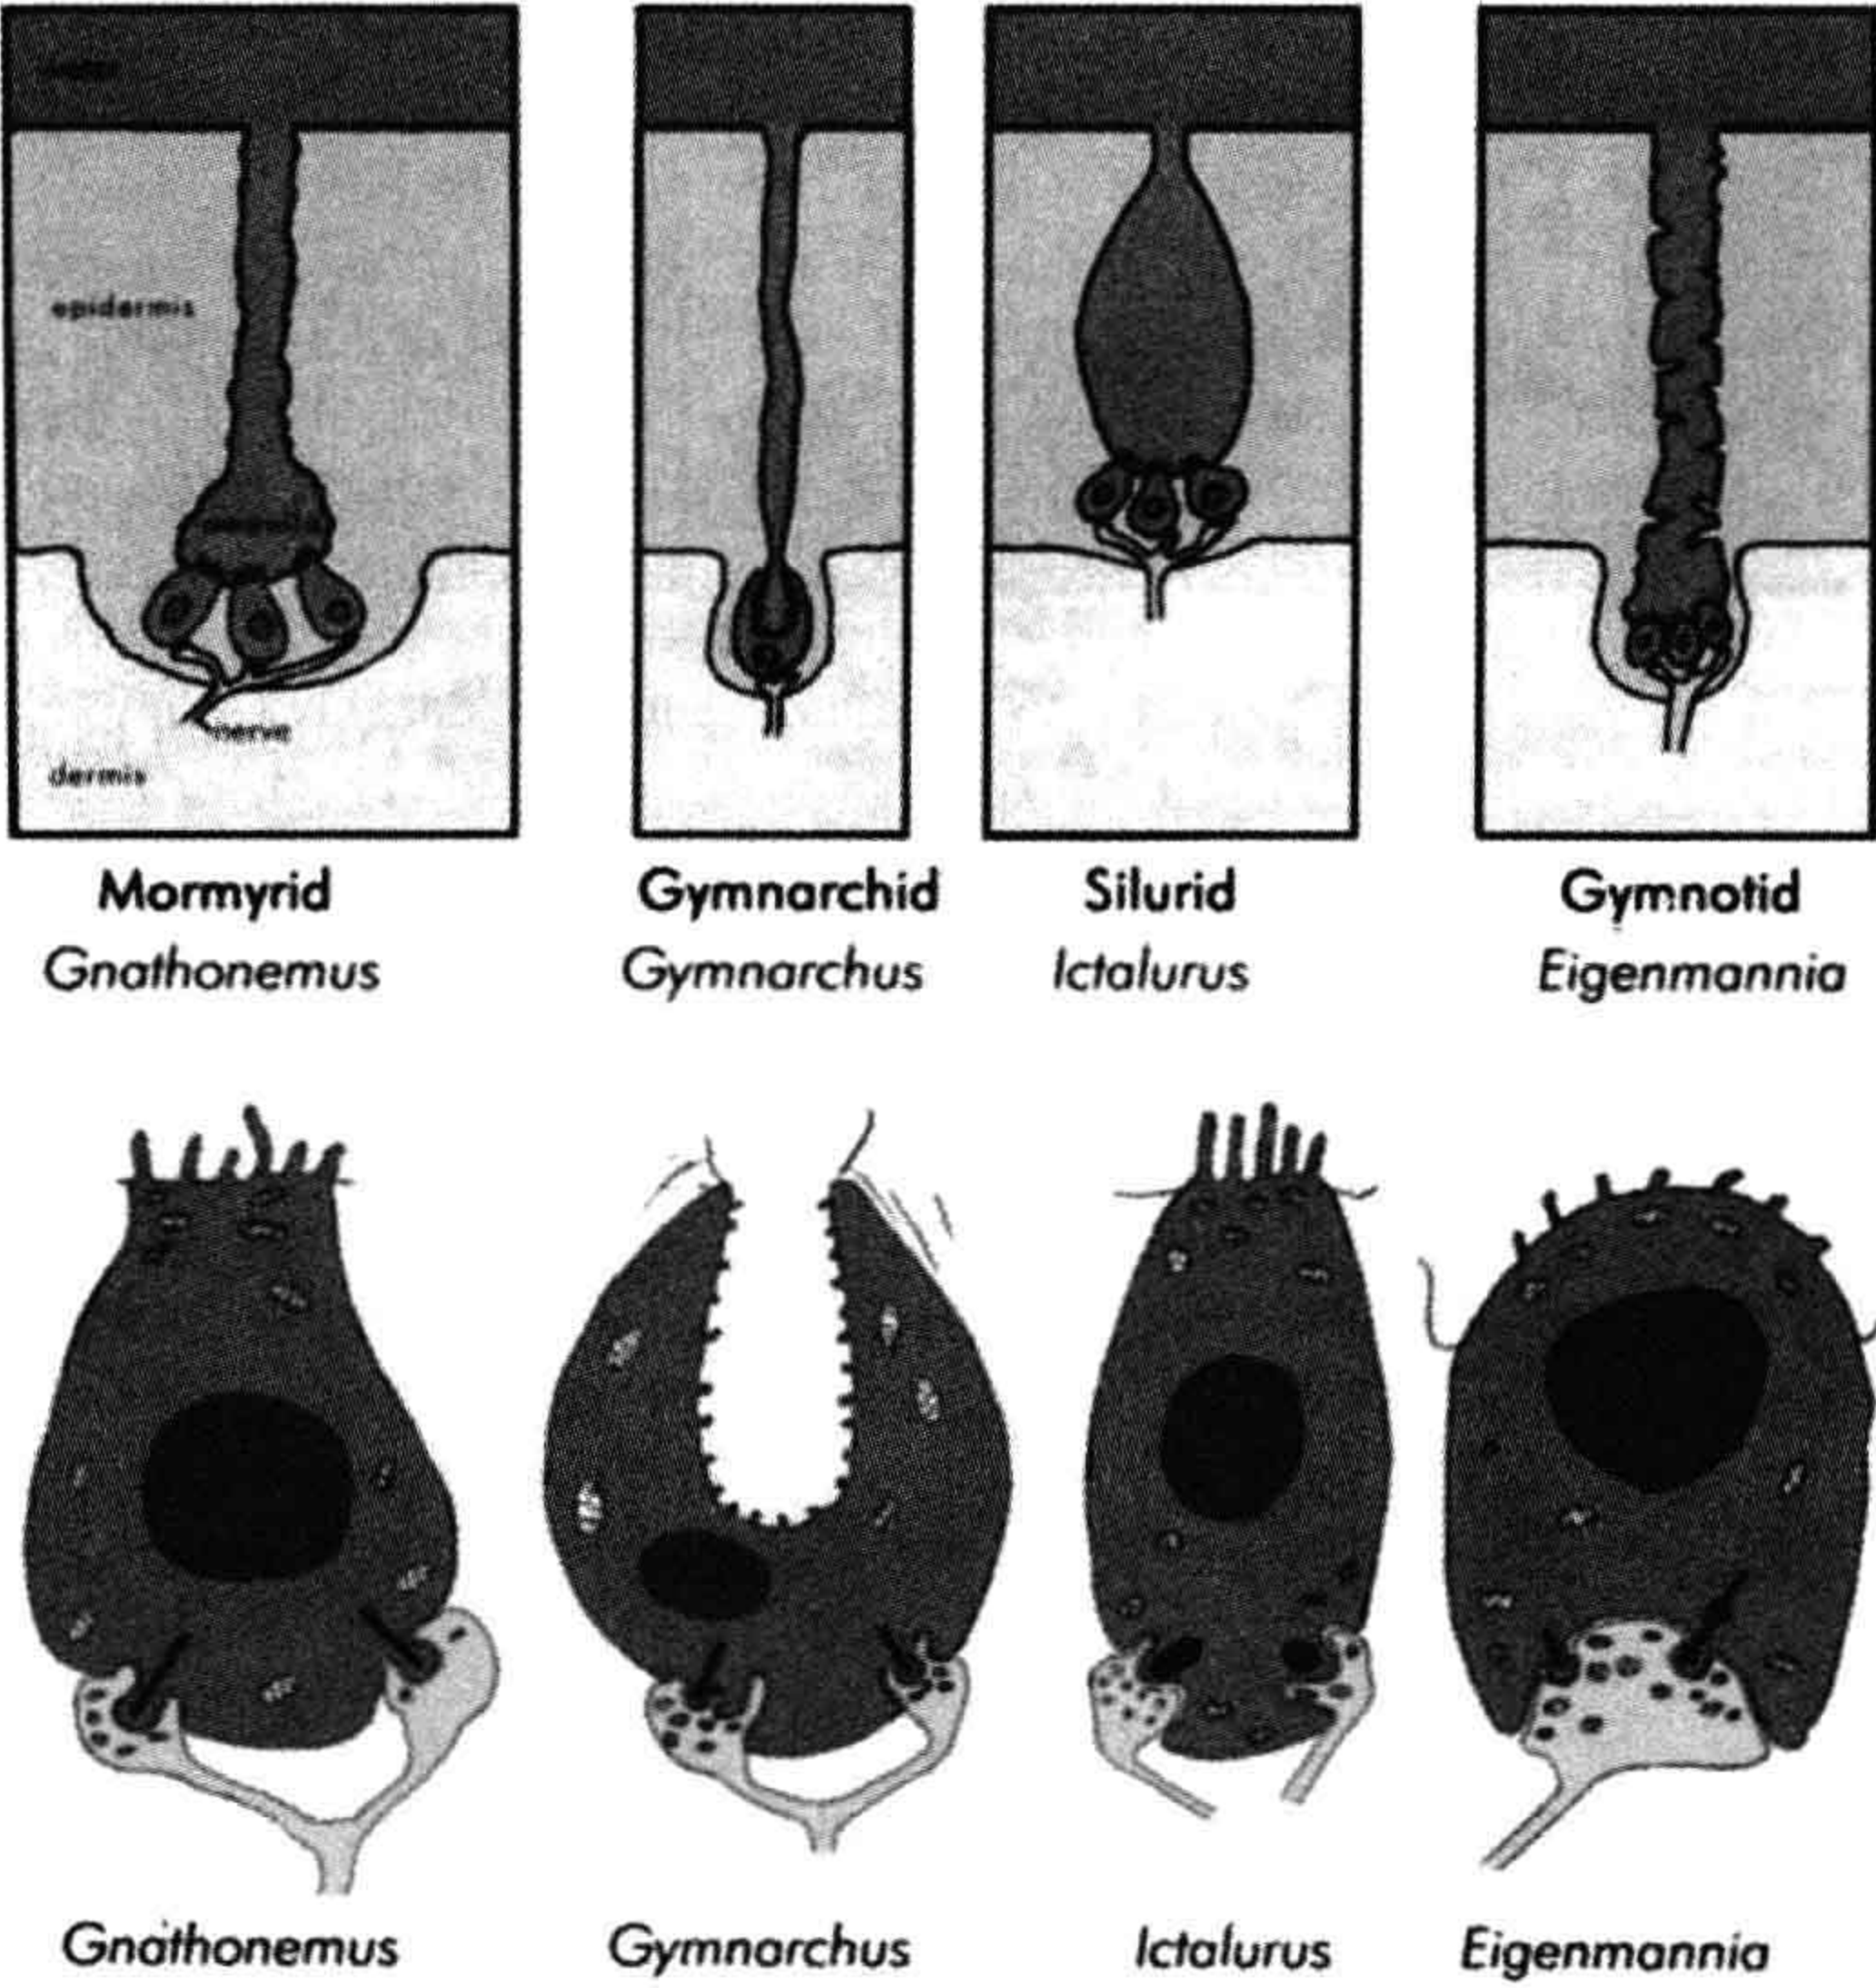 epidermis
nerve
dermis
Mormyrid
Gnathonemus
Gymnarchid
Gymnarchus
Silurid
Ictalurus
Gymnotid
Eigenmannia
Gnathonemus
Gymnarchus
Ictalurus
Eigenmannia